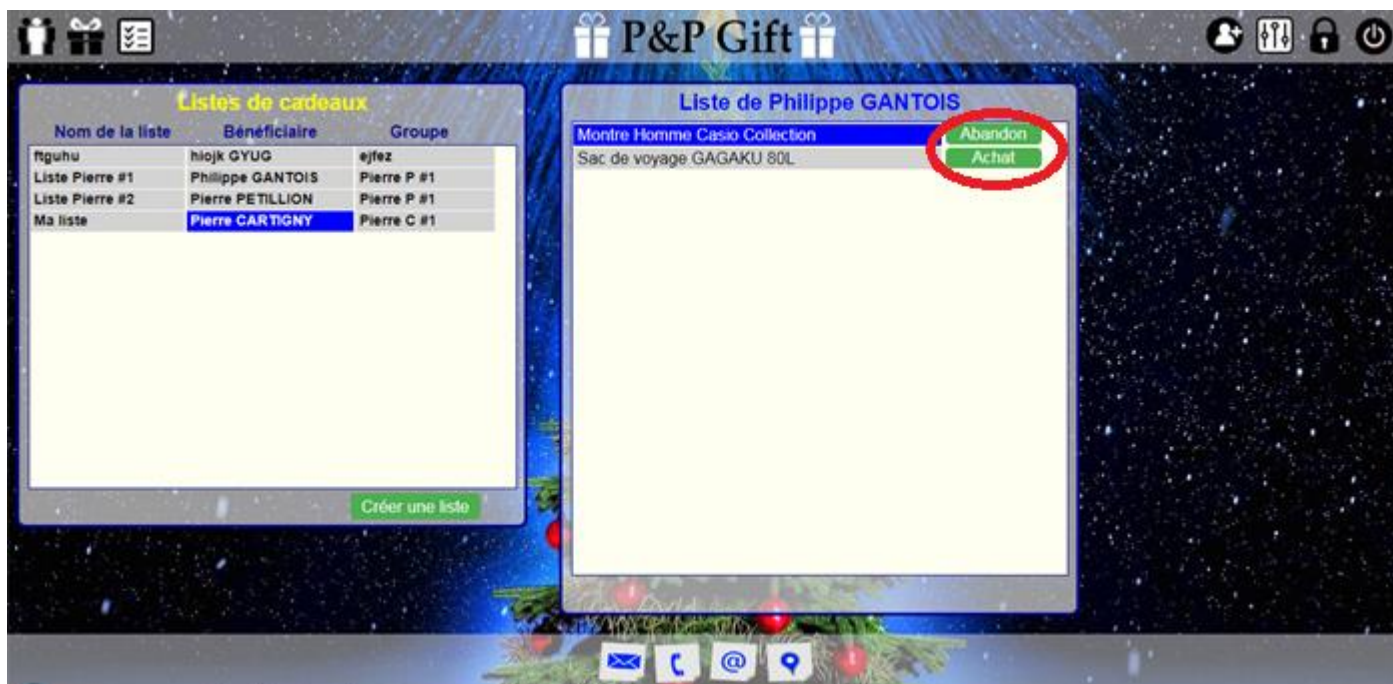 P&P Gift
Listes de cadeaux
Nom de la liste Bénéficiaire Groupe
ftguhu hiojk GYUG ejfez
Liste Pierre #1 Philippe GANTOIS Pierre P #1
Liste Pierre #2 Pierre PETILLION Pierre P #1
Ma liste Pierre CARTIGNY Pierre C #1
Créer une liste
Liste de Philippe GANTOIS
Montre Homme Casio Collection Abandon
Sac de voyage GAGAKU 80L Achat
@